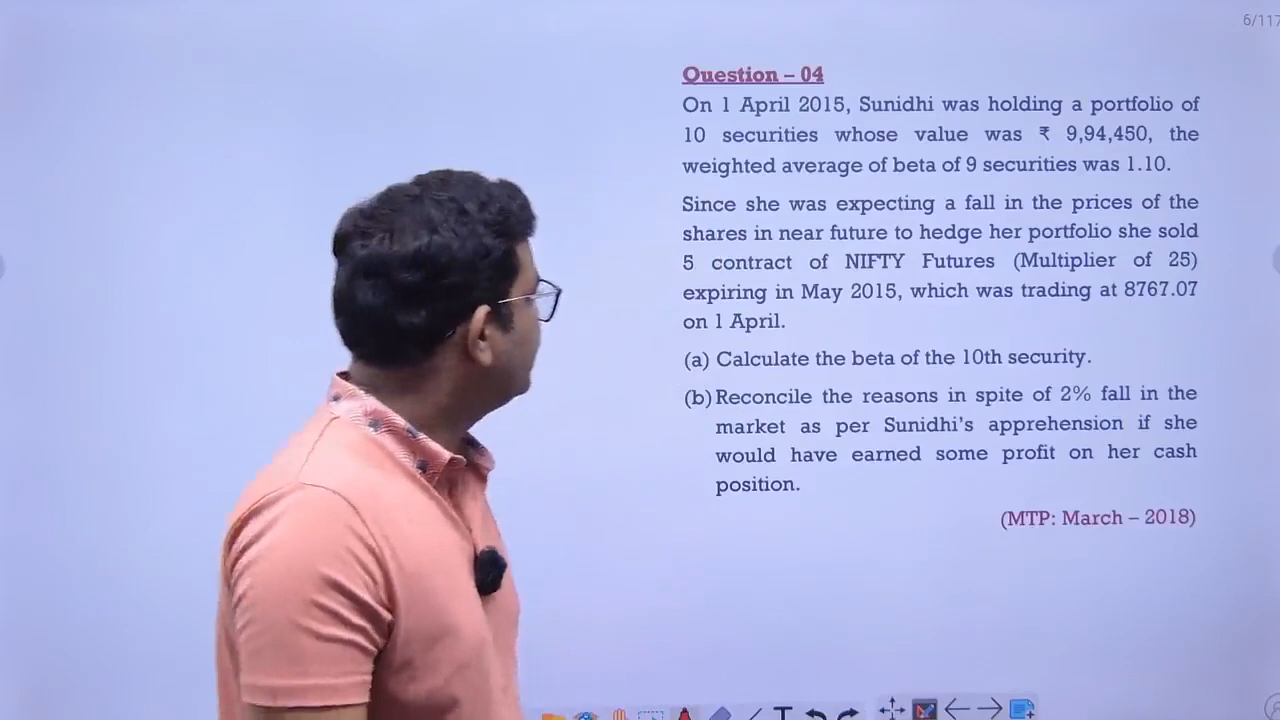 6/117
Question – 04
On 1 April 2015, Sunidhi was holding a portfolio of
10 securities whose value was ₹ 9,94,450, the
weighted average of beta of 9 securities was 1.10.
Since she was expecting a fall in the prices of the
shares in near future to hedge her portfolio she sold
5 contract of NIFTY Futures (Multiplier of 25)
expiring in May 2015, which was trading at 8767.07
on 1 April.
(a) Calculate the beta of the 10th security.
(b) Reconcile the reasons in spite of 2% fall in the
market as per Sunidhi's apprehension if she
would have earned some profit on her cash
position.
(MTP: March – 2018)